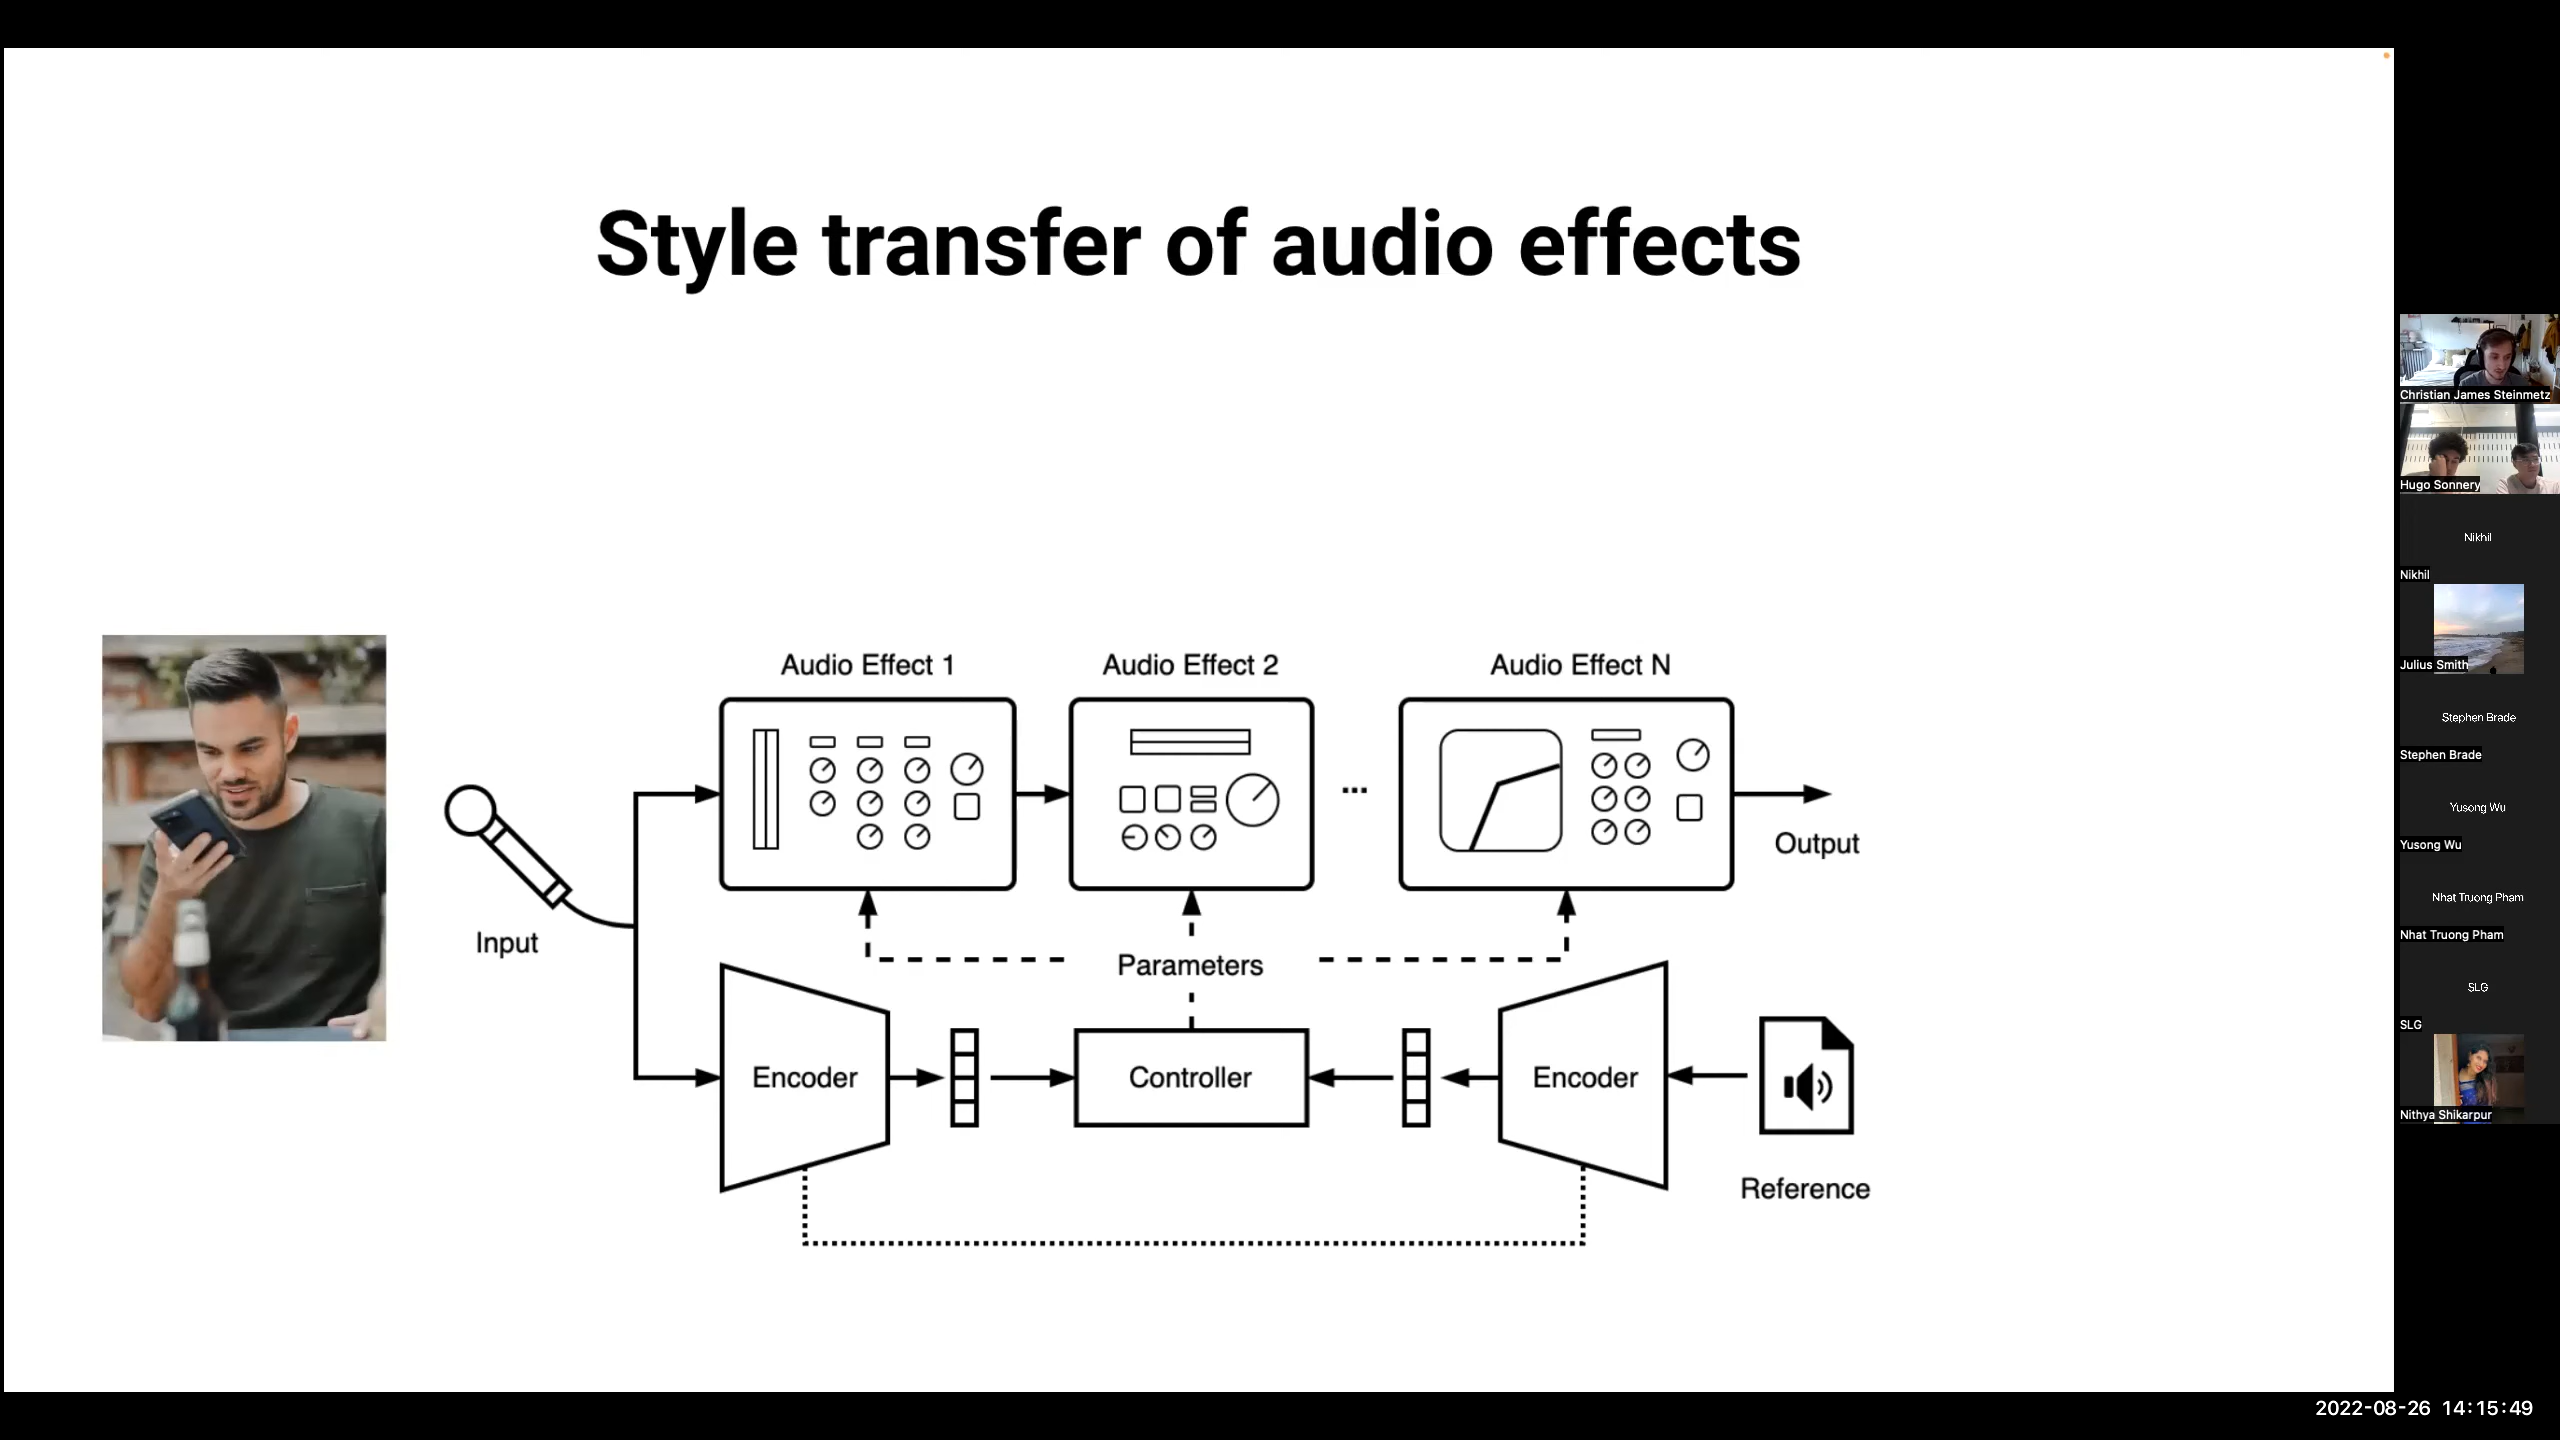 Style transfer of audio effects
Audio Effect 1
Audio Effect 2
Audio Effect N
...
Output
Input
Parameters
Encoder
Controller
Encoder
Reference
Christian James Steinmetz
Hugo Sonnery
Nikhil
Nikhil
Julius Smith
Stephen Brade
Stephen Brade
Yusong Wu
Yusong Wu
Nhat Truong Pham
Nhat Truong Pham
SLG
SLG
Nithya Shikarpur
2022-08-26 14:15:49